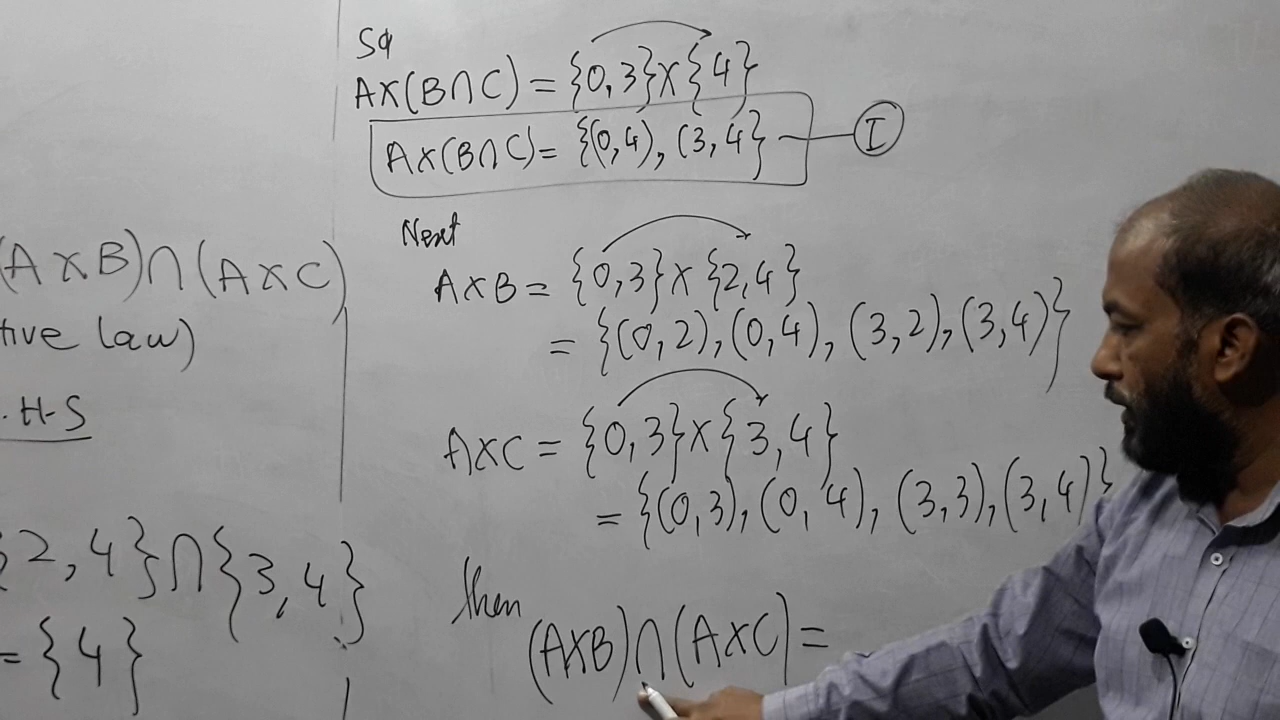 (A×B)∩(A×C)
tive law)
.H-S
{2,4}∩{3,4}
={4}
So
A×(B∩C)={0,3}×{4}
A×(B∩C)={(0,4),(3,4} — I
Next
A×B={0,3}×{2,4}
={(0,2),(0,4),(3,2),(3,4)}
A×C={0,3}×{3,4}
={(0,3),(0,4),(3,3),(3,4)}
then
(A×B)∩(A×C)=